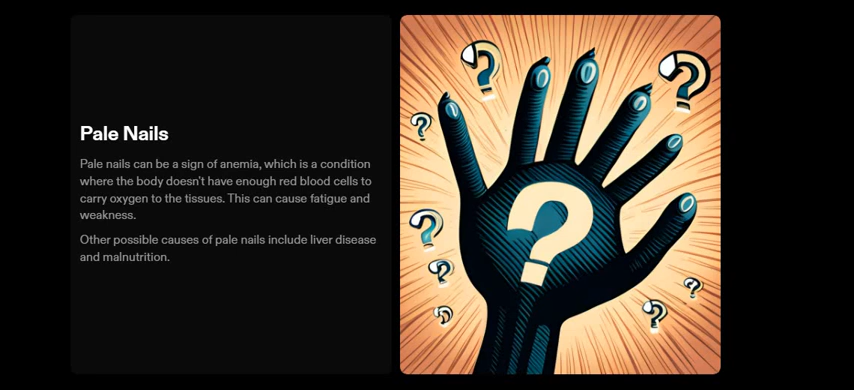 Pale Nails
Pale nails can be a sign of anemia, which is a condition
where the body doesn't have enough red blood cells to
carry oxygen to the tissues. This can cause fatigue and
weakness.
Other possible causes of pale nails include liver disease
and malnutrition.
?
?
?
?
?
?
?
?
?